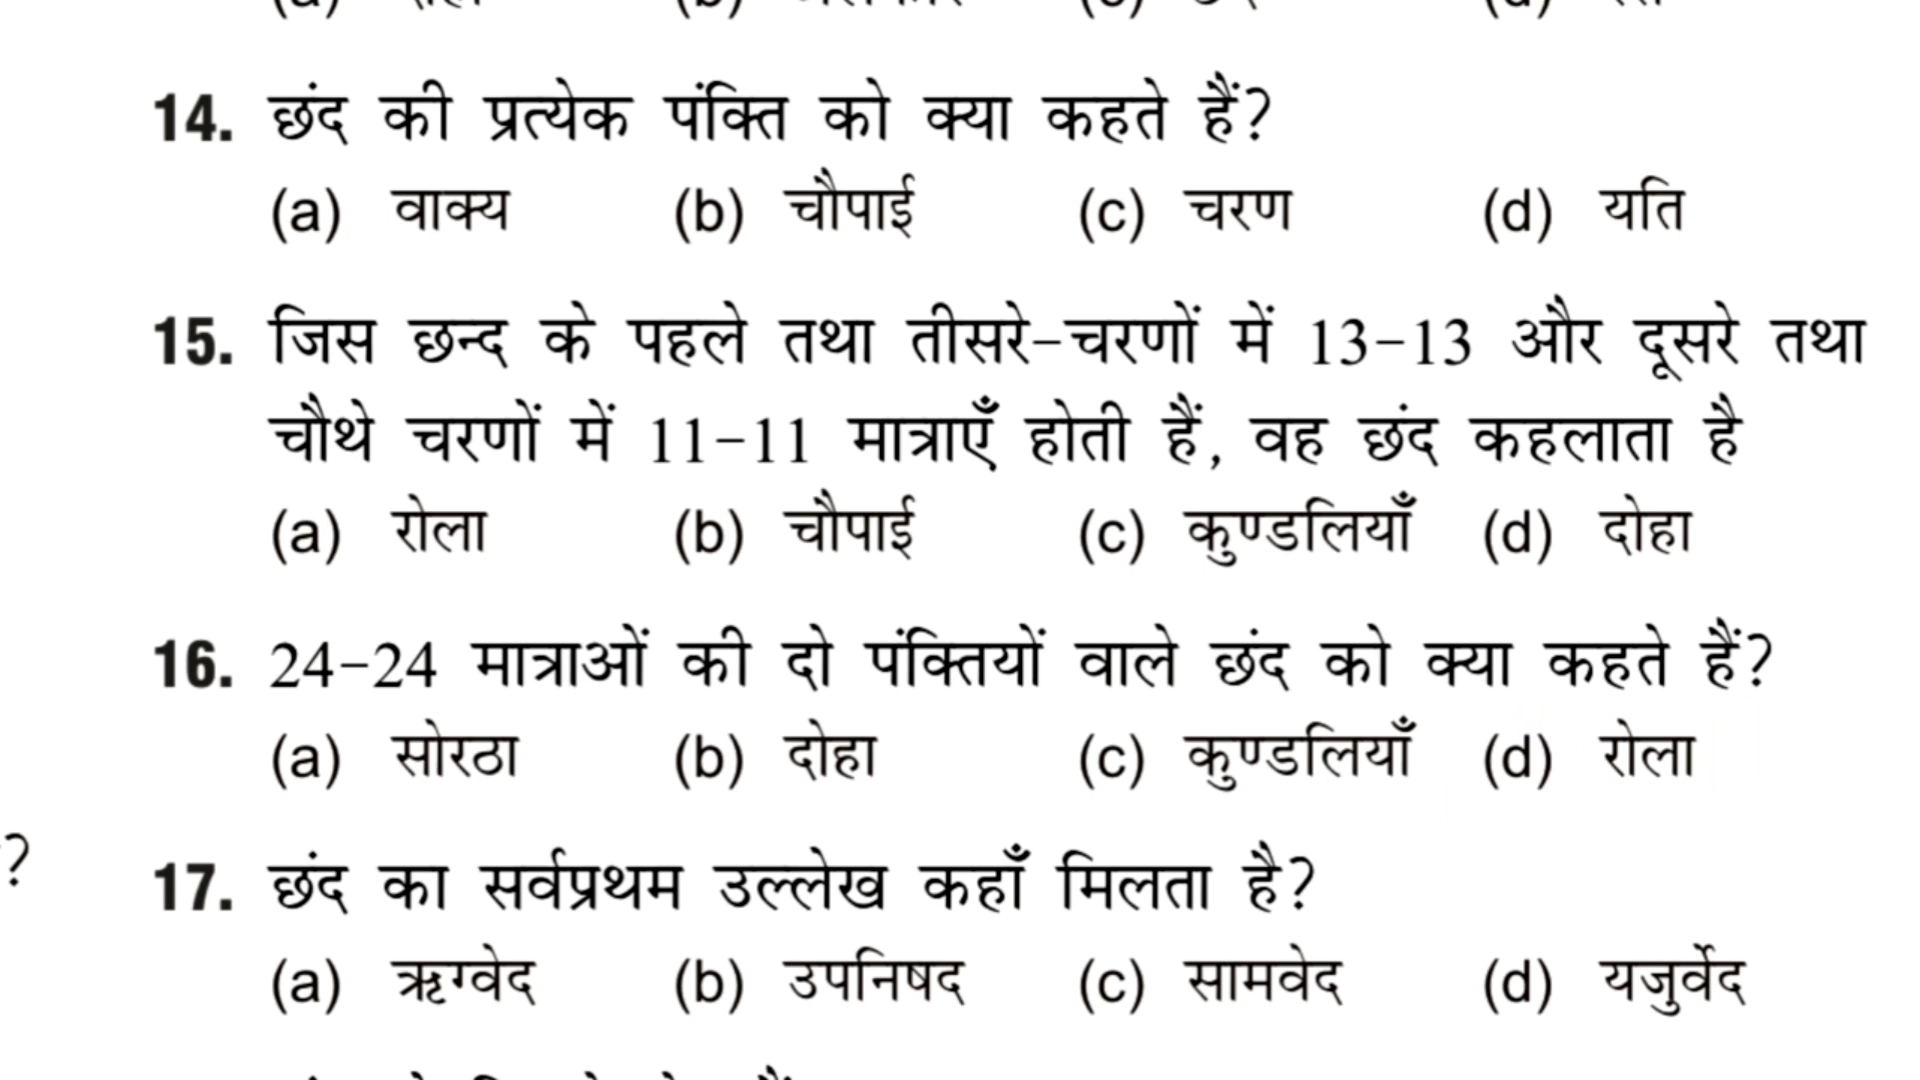 14. छंद की प्रत्येक पंक्ति को क्या कहते हैं?
(a) वाक्य (b) चौपाई (c) चरण (d) यति
15. जिस छन्द के पहले तथा तीसरे-चरणों में 13-13 और दूसरे तथा
चौथे चरणों में 11-11 मात्राएँ होती हैं, वह छंद कहलाता है
(a) रोला (b) चौपाई (c) कुण्डलियाँ (d) दोहा
16. 24-24 मात्राओं की दो पंक्तियों वाले छंद को क्या कहते हैं?
(a) सोरठा (b) दोहा (c) कुण्डलियाँ (d) रोला
?
17. छंद का सर्वप्रथम उल्लेख कहाँ मिलता है?
(a) ऋग्वेद (b) उपनिषद (c) सामवेद (d) यजुर्वेद